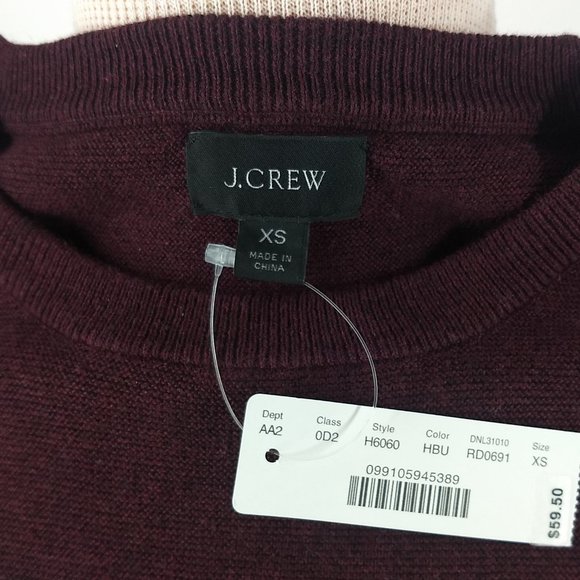 J.CREW
XS
MADE IN
CHINA
Dept Class Style Color DNL31010 Size
AA2 0D2 H6060 HBU RD0691 XS
099105945389
$59.50